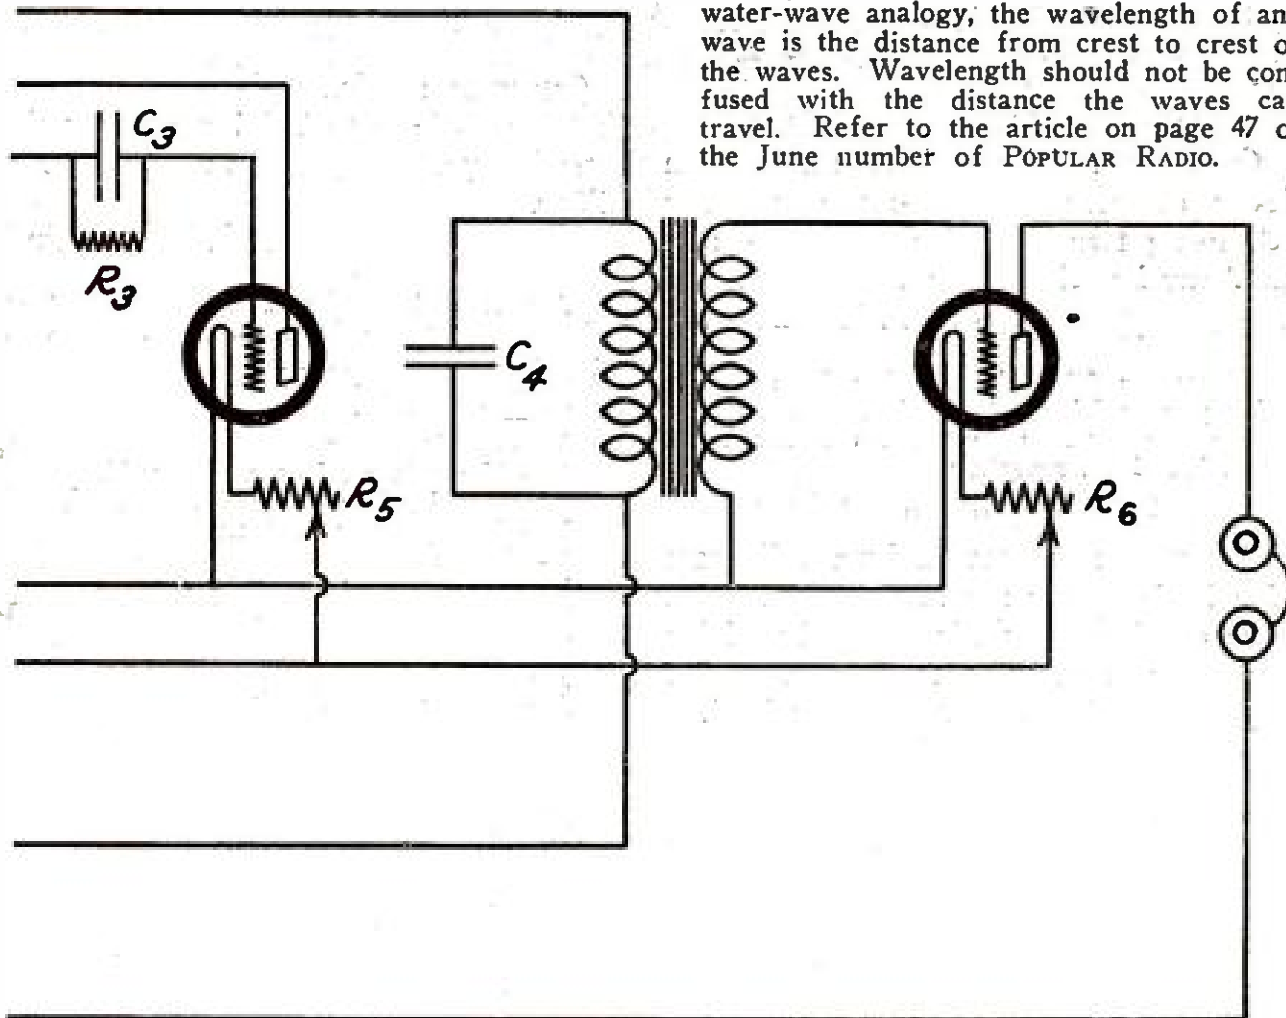 water-wave analogy, the wavelength of an
wave is the distance from crest to crest o
the waves. Wavelength should not be con
fused with the distance the waves ca
travel. Refer to the article on page 47 o
the June number of POPULAR RADIO.
C3
R3
C4
R5
R6